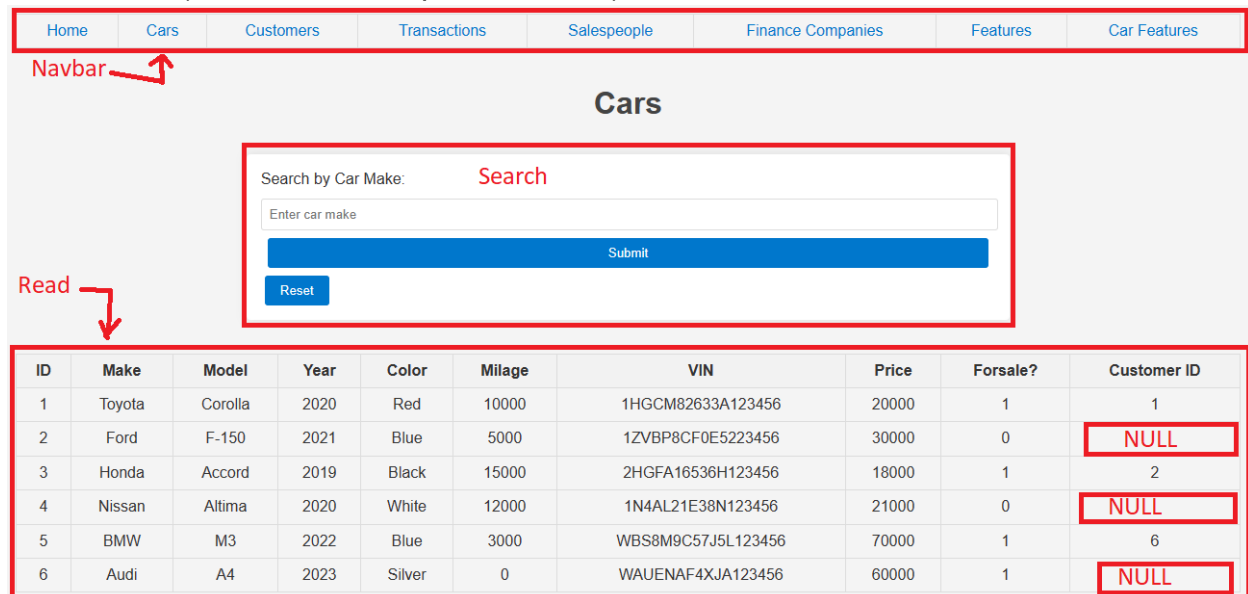 Home Cars Customers Transactions Salespeople Finance Companies Features Car Features
Navbar
Cars
Search by Car Make: Search
Enter car make
Submit
Read
Reset
ID Make Model Year Color Milage VIN Price Forsale? Customer ID
1 Toyota Corolla 2020 Red 10000 1HGCM82633A123456 20000 1 1
2 Ford F-150 2021 Blue 5000 1ZVBP8CF0E5223456 30000 0 NULL
3 Honda Accord 2019 Black 15000 2HGFA16536H123456 18000 1 2
4 Nissan Altima 2020 White 12000 1N4AL21E38N123456 21000 0 NULL
5 BMW M3 2022 Blue 3000 WBS8M9C57J5L123456 70000 1 6
6 Audi A4 2023 Silver 0 WAUENAF4XJA123456 60000 1 NULL